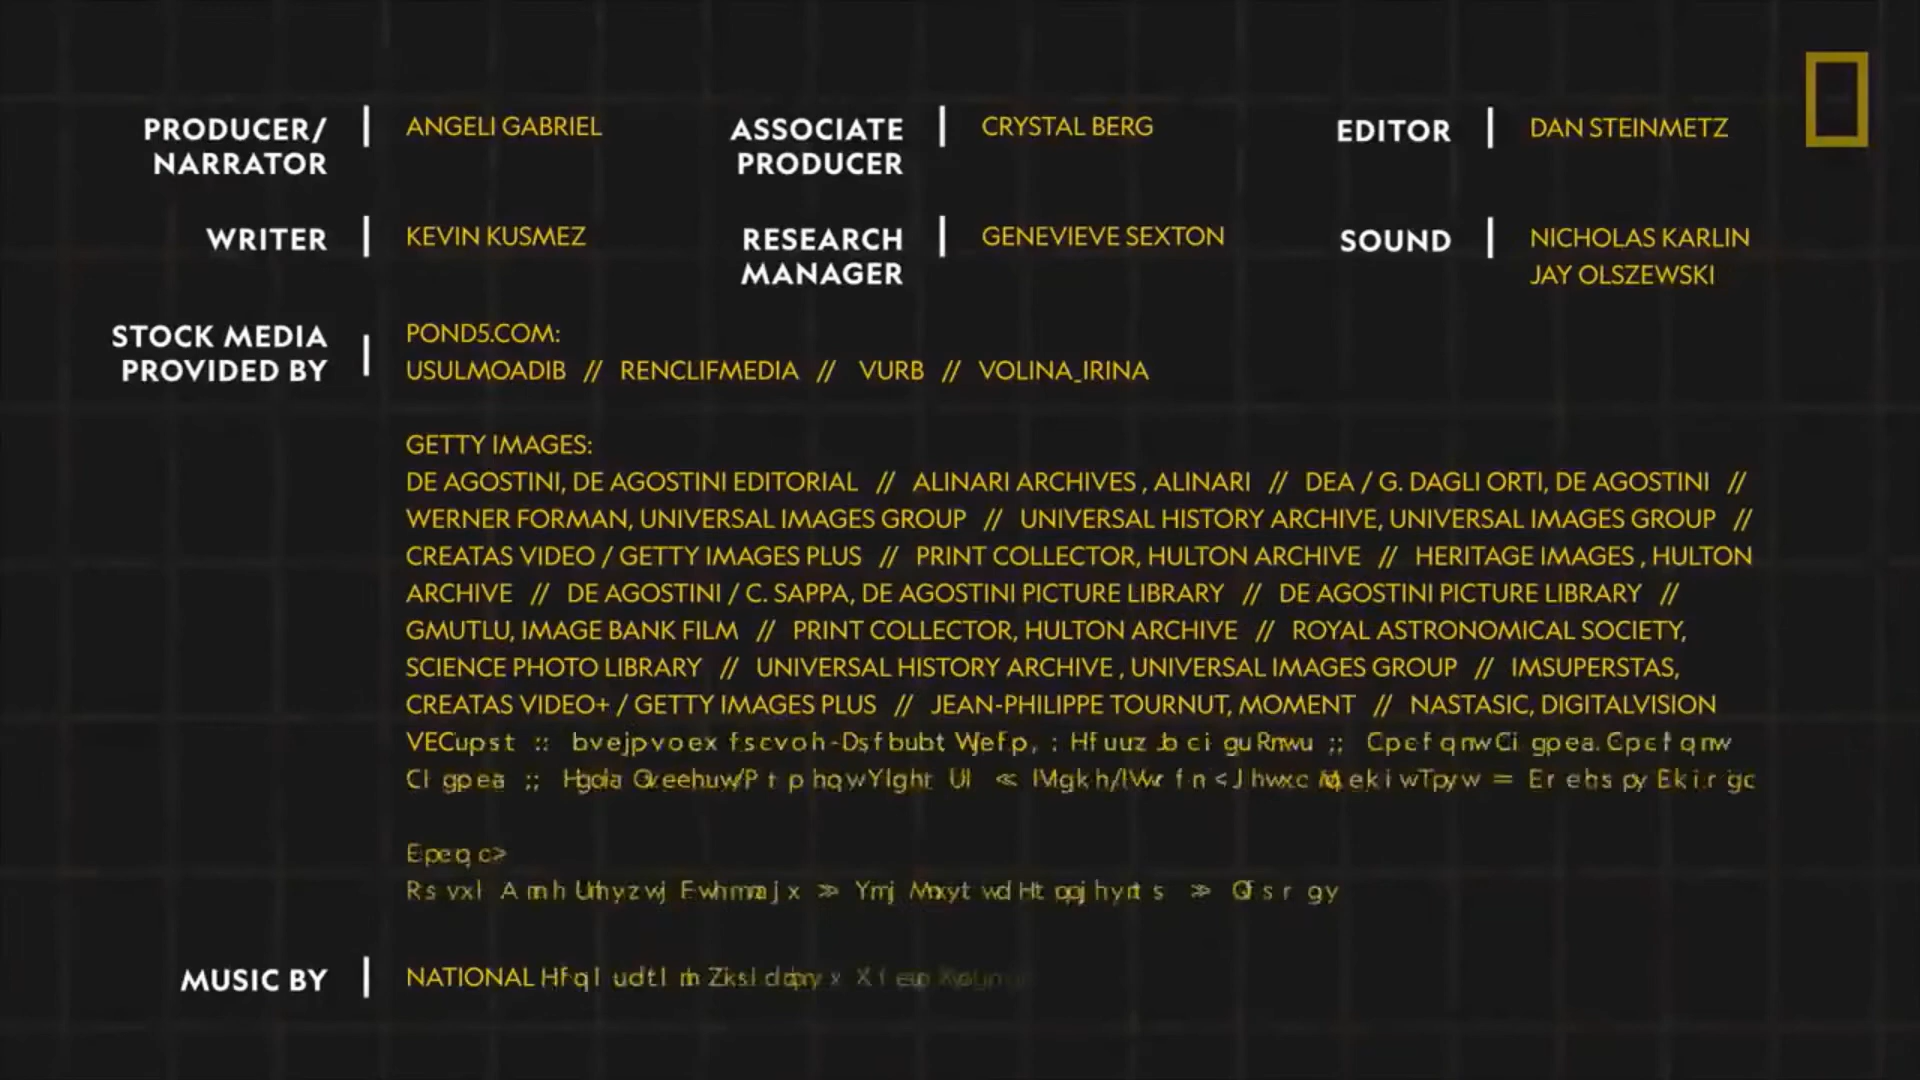 PRODUCER/ NARRATOR | ANGELI GABRIEL
ASSOCIATE PRODUCER | CRYSTAL BERG
EDITOR | DAN STEINMETZ
WRITER | KEVIN KUSMEZ
RESEARCH MANAGER | GENEVIEVE SEXTON
SOUND | NICHOLAS KARLIN
JAY OLSZEWSKI
STOCK MEDIA PROVIDED BY | POND5.COM:
USULMOADIB // RENCLIFMEDIA // VURB // VOLINA_IRINA
GETTY IMAGES:
DE AGOSTINI, DE AGOSTINI EDITORIAL // ALINARI ARCHIVES , ALINARI // DEA / G. DAGLI ORTI, DE AGOSTINI //
WERNER FORMAN, UNIVERSAL IMAGES GROUP // UNIVERSAL HISTORY ARCHIVE, UNIVERSAL IMAGES GROUP //
CREATAS VIDEO / GETTY IMAGES PLUS // PRINT COLLECTOR, HULTON ARCHIVE // HERITAGE IMAGES , HULTON
ARCHIVE // DE AGOSTINI / C. SAPPA, DE AGOSTINI PICTURE LIBRARY // DE AGOSTINI PICTURE LIBRARY //
GMUTLU, IMAGE BANK FILM // PRINT COLLECTOR, HULTON ARCHIVE // ROYAL ASTRONOMICAL SOCIETY,
SCIENCE PHOTO LIBRARY // UNIVERSAL HISTORY ARCHIVE , UNIVERSAL IMAGES GROUP // IMSUPERSTAS,
CREATAS VIDEO+ / GETTY IMAGES PLUS // JEAN-PHILIPPE TOURNUT, MOMENT // NASTASIC, DIGITALVISION
MUSIC BY | NATIONAL